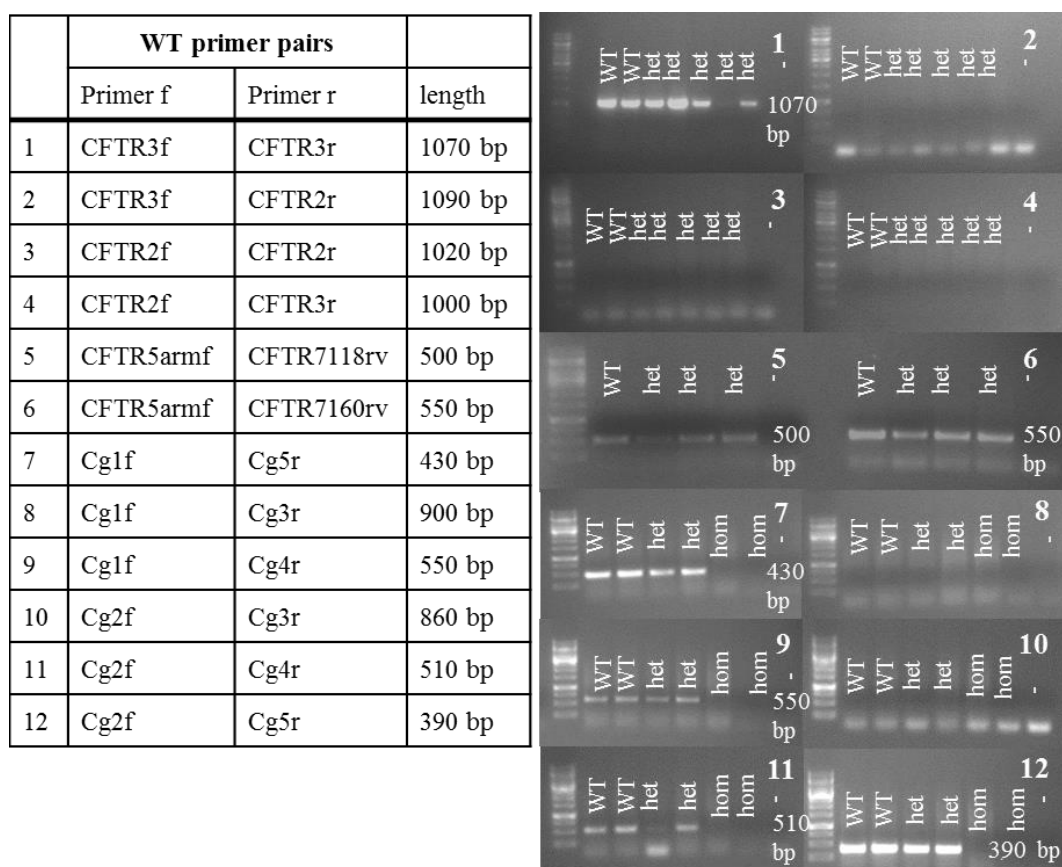 WT primer pairs
Primer f Primer r length
1 CFTR3f CFTR3r 1070 bp
2 CFTR3f CFTR2r 1090 bp
3 CFTR2f CFTR2r 1020 bp
4 CFTR2f CFTR3r 1000 bp
5 CFTR5armf CFTR7118rv 500 bp
6 CFTR5armf CFTR7160rv 550 bp
7 Cg1f Cg5r 430 bp
8 Cg1f Cg3r 900 bp
9 Cg1f Cg4r 550 bp
10 Cg2f Cg3r 860 bp
11 Cg2f Cg4r 510 bp
12 Cg2f Cg5r 390 bp
1
WT WT het het het het -
1070
bp
2
WT WT het het het het het -
3
WT WT het het het het het -
4
WT WT het het het het het -
5
WT het het het -
500
bp
6
WT het het het -
550
bp
7
WT WT het het hom hom -
430
bp
8
WT WT het het hom hom -
9
WT WT het het hom hom -
550
bp
10
WT WT het het hom hom -
11
WT WT het het hom hom -
510
bp
12
WT WT het het hom hom -
390 bp